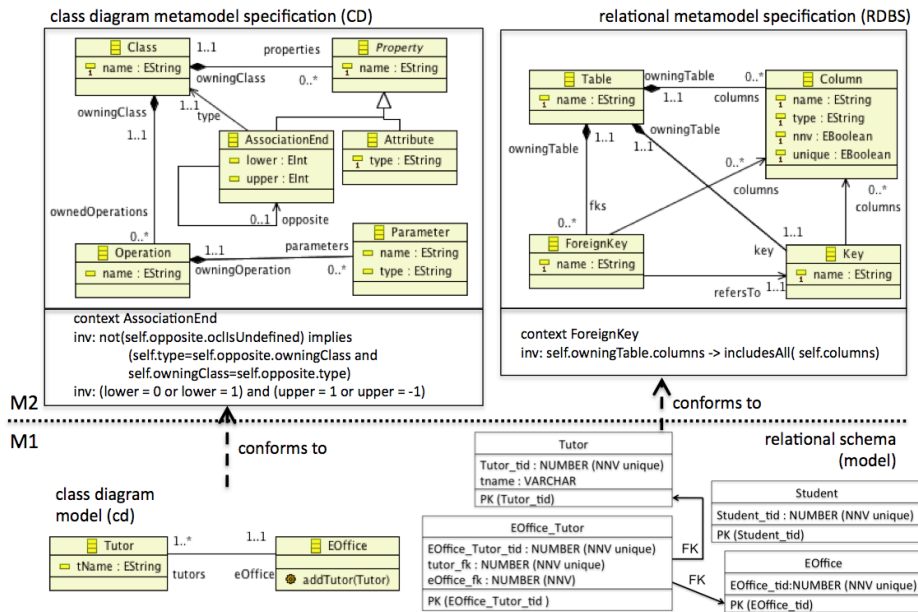 class diagram metamodel specification (CD)
relational metamodel specification (RDBS)
Class
name : EString
1..1
properties
owningClass
0..*
Property
name : EString
owningClass
1..1
1..1
type
AssociationEnd
lower : EInt
upper : EInt
Attribute
type : EString
0..1
opposite
ownedOperations
0..*
Operation
name : EString
1..1
owningOperation
parameters
0..*
Parameter
name : EString
type : EString
context AssociationEnd
inv: not(self.opposite.oclIsUndefined) implies
(self.type=self.opposite.owningClass and
self.owningClass=self.opposite.type)
inv: (lower = 0 or lower = 1) and (upper = 1 or upper = -1)
Table
name : EString
owningTable
1..1
0..*
columns
Column
name : EString
type : EString
nnv : EBoolean
unique : EBoolean
owningTable
1..1
owningTable
1..1
0..*
columns
0..*
columns
fks
0..*
ForeignKey
name : EString
key
1..1
Key
name : EString
refersTo
1..1
context ForeignKey
inv: self.owningTable.columns -> includesAll( self.columns)
M2
M1
conforms to
conforms to
class diagram
model (cd)
Tutor
tName : EString
1..*
tutors
1..1
eOffice
EOffice
addTutor(Tutor)
relational schema
(model)
Tutor
Tutor_tid : NUMBER (NNV unique)
tname : VARCHAR
PK (Tutor_tid)
EOffice_Tutor
EOffice_Tutor_tid : NUMBER (NNV unique)
tutor_fk : NUMBER (NNV unique)
eOffice_fk : NUMBER (NNV)
PK (EOffice_Tutor_tid )
FK
FK
Student
Student_tid : NUMBER (NNV unique)
PK (Student_tid)
EOffice
EOffice_tid:NUMBER (NNV unique)
PK (EOffice_tid)